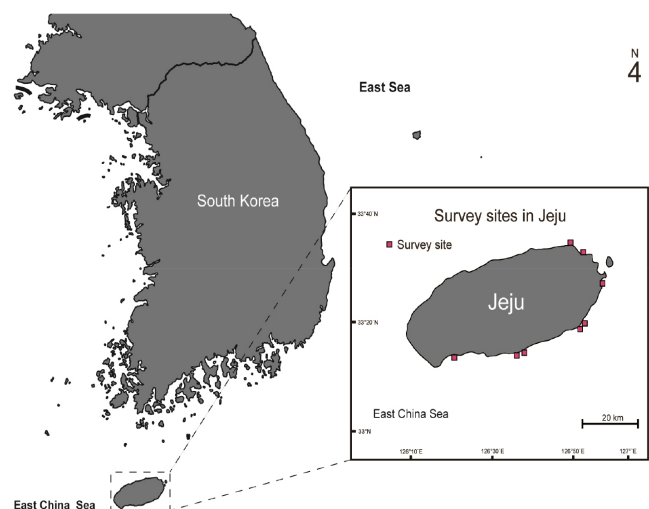 East Sea
N
4
South Korea
Survey sites in Jeju
Survey site
Jeju
33°40´N
33°20´N
33°N
East China Sea
20 km
126°10´E
126°30´E
126°50´E
127°E
East China Sea